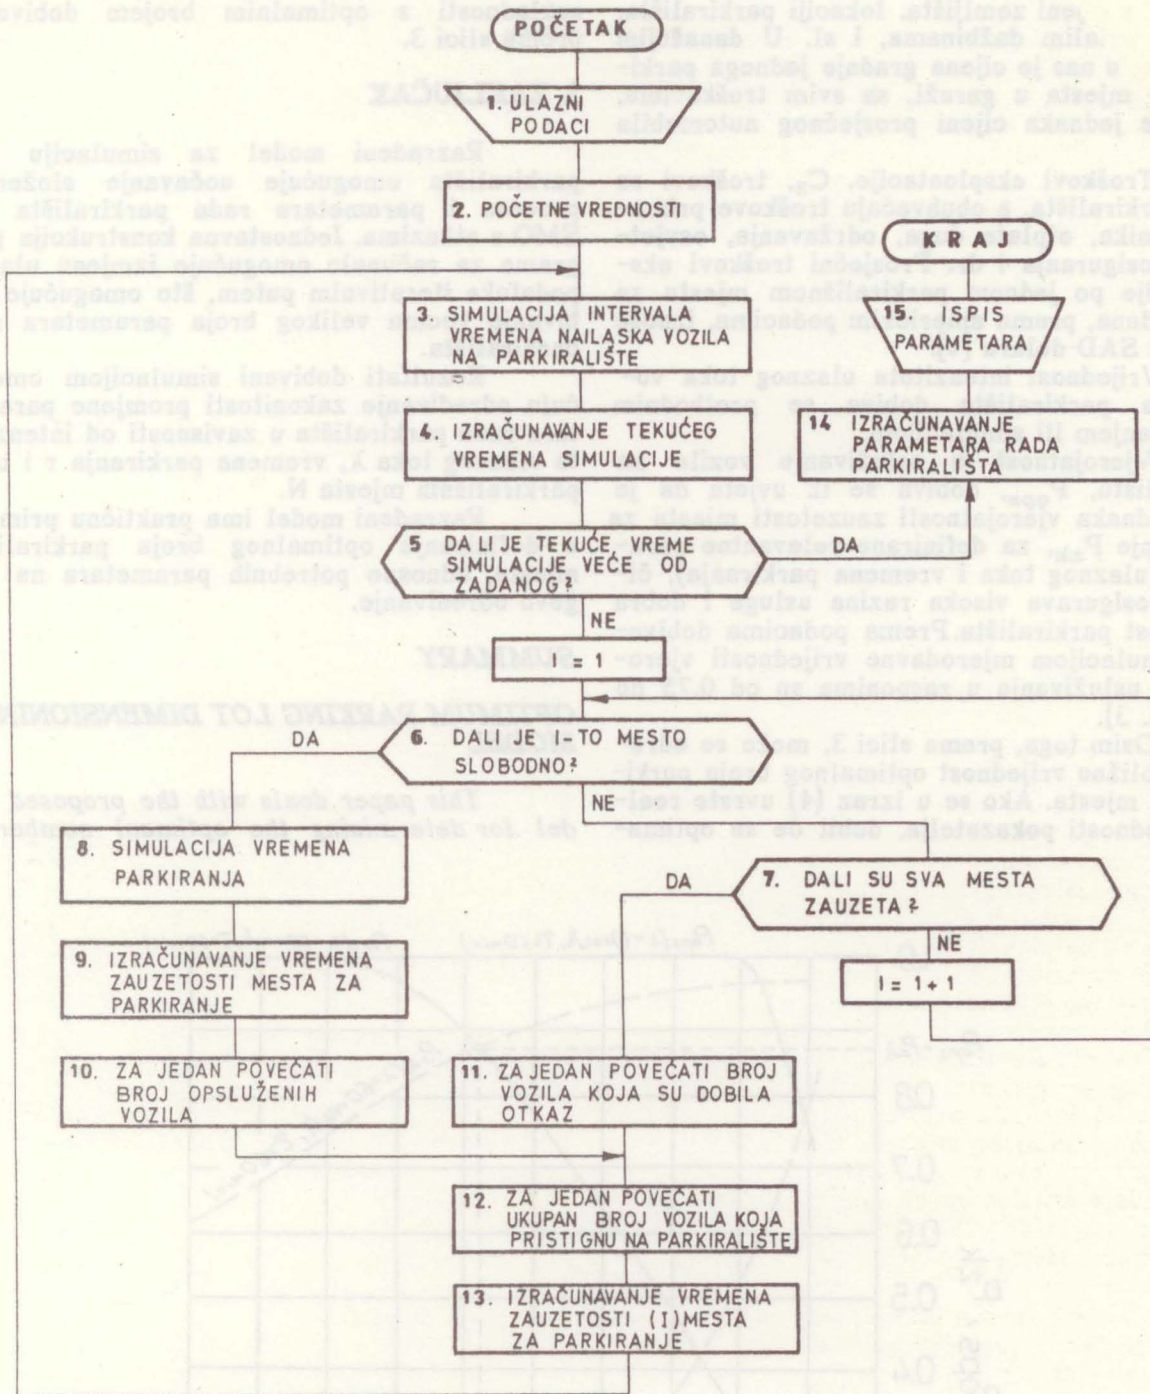 POČETAK
1. ULAZNI
PODACI
2. POČETNE VREDNOSTI
3. SIMULACIJA INTERVALA
VREMENA NAILASKA VOZILA
NA PARKIRALIŠTE
4. IZRAČUNAVANJE TEKUĆEG
VREMENA SIMULACIJE
5 DA LI JE TEKUĆE VREME
SIMULACIJE VEĆE OD
ZADANOG?
DA
NE
I = 1
6. DALI JE I-TO MESTO
SLOBODNO?
DA
NE
7. DALI SU SVA MESTA
ZAUZETA?
DA
NE
I = 1 + 1
8. SIMULACIJA VREMENA
PARKIRANJA
9. IZRAČUNAVANJE VREMENA
ZAUZETOSTI MESTA ZA
PARKIRANJE
10. ZA JEDAN POVEĆATI
BROJ OPSLUŽENIH
VOZILA
11. ZA JEDAN POVEĆATI BROJ
VOZILA KOJA SU DOBILA
OTKAZ
12. ZA JEDAN POVEĆATI
UKUPAN BROJ VOZILA KOJA
PRISTIGNU NA PARKIRALIŠTE
13. IZRAČUNAVANJE VREMENA
ZAUZETOSTI (I) MESTA
ZA PARKIRANJE
14 IZRAČUNAVANJE
PARAMETARA RADA
PARKIRALIŠTA
15. ISPIS
PARAMETARA
KRAJ